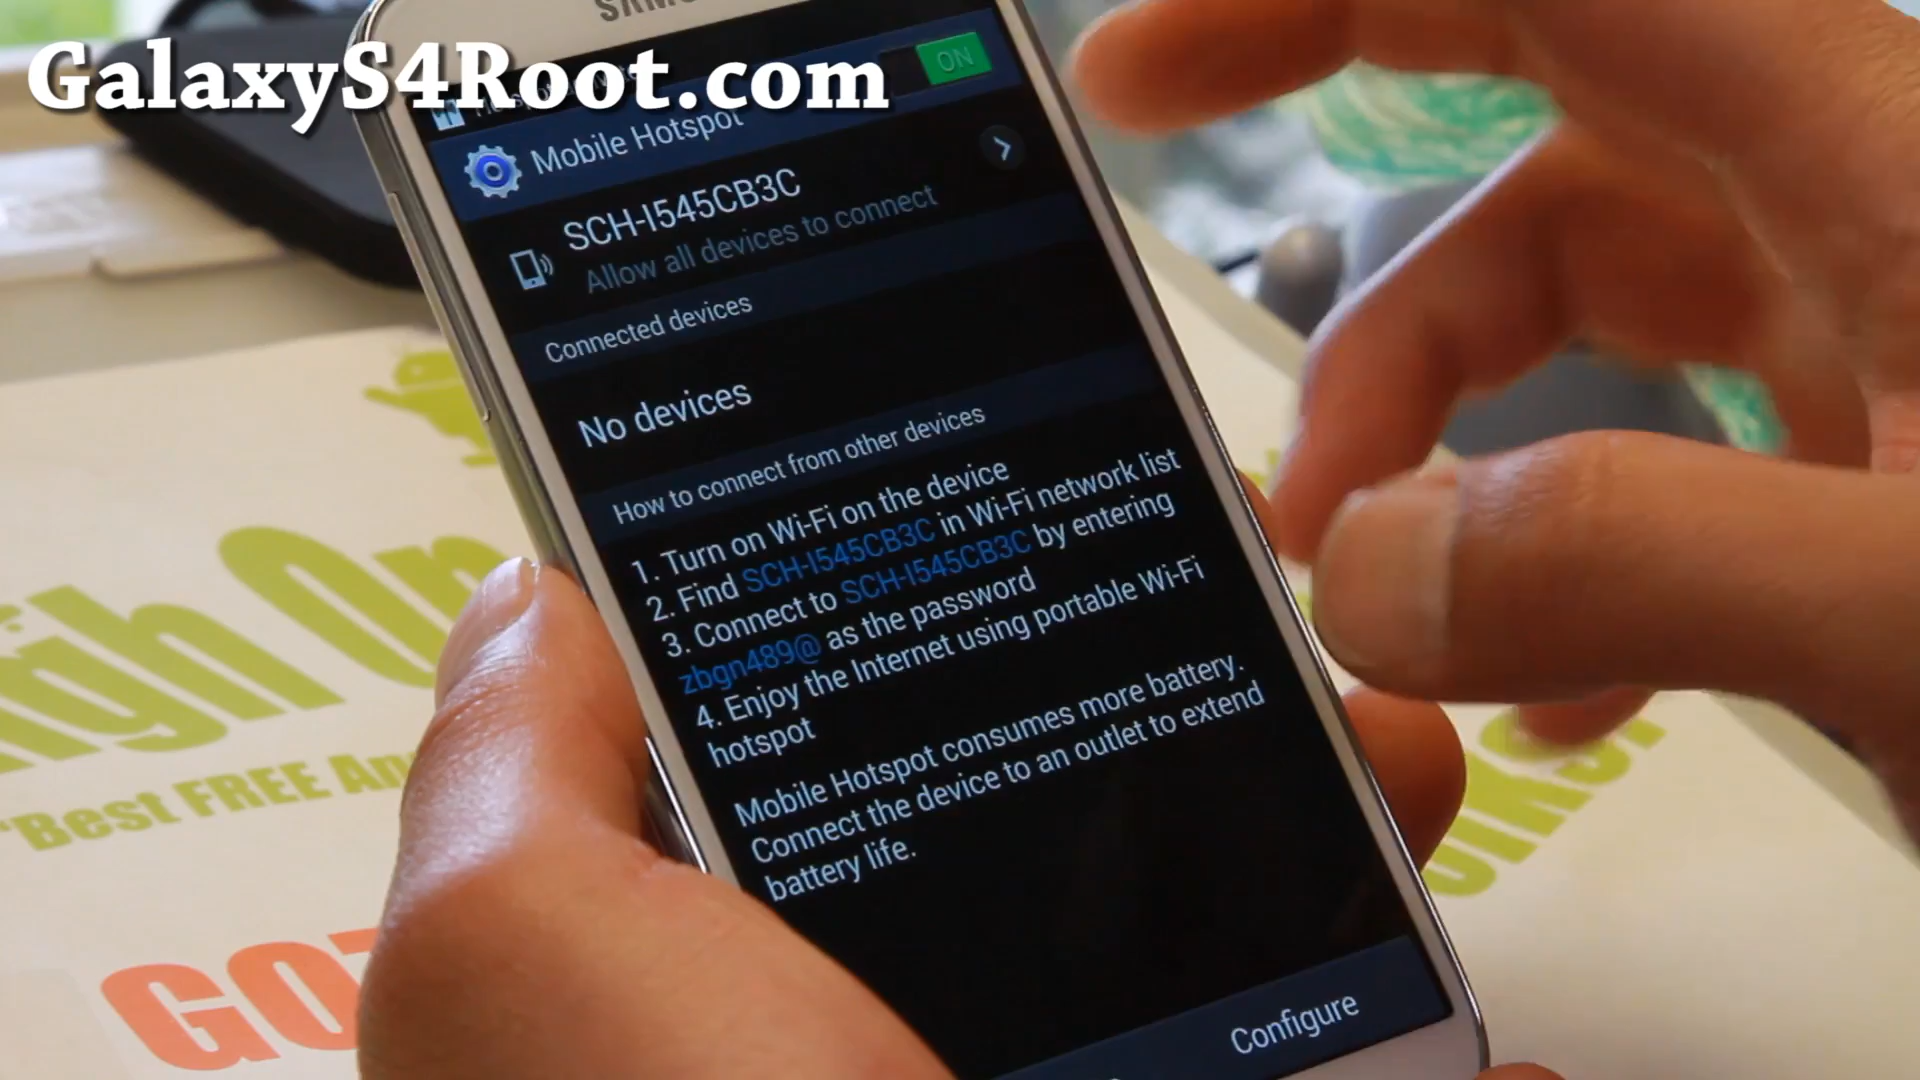 SAMSUNG
GalaxyS4Root.com
ON
Mobile Hotspot
SCH-I545CB3C
Allow all devices to connect
Connected devices
No devices
How to connect from other devices
1. Turn on Wi-Fi on the device
2. Find SCH-I545CB3C in Wi-Fi network list
3. Connect to SCH-I545CB3C by entering
zbgn489@ as the password
4. Enjoy the Internet using portable Wi-Fi
hotspot
Mobile Hotspot consumes more battery.
Connect the device to an outlet to extend
battery life.
Configure
"Best FREE